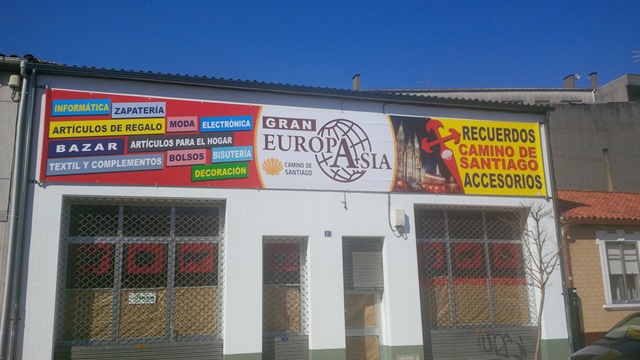 INFORMÁTICA
ZAPATERÍA
ARTÍCULOS DE REGALO
MODA
ELECTRÓNICA
BAZAR
ARTÍCULOS PARA EL HOGAR
TEXTIL Y COMPLEMENTOS
BOLSOS
BISUTERÍA
DECORACIÓN
GRAN
EUROPASIA
CAMINO DE
SANTIAGO
RECUERDOS
CAMINO DE
SANTIAGO
ACCESORIOS